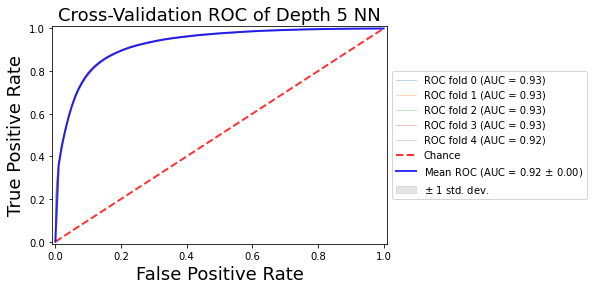 Cross-Validation ROC of Depth 5 NN
True Positive Rate
1.0
0.8
0.6
0.4
0.2
0.0
0.0 0.2 0.4 0.6 0.8 1.0
False Positive Rate
ROC fold 0 (AUC = 0.93)
ROC fold 1 (AUC = 0.93)
ROC fold 2 (AUC = 0.93)
ROC fold 3 (AUC = 0.93)
ROC fold 4 (AUC = 0.92)
Chance
Mean ROC (AUC = 0.92 ± 0.00)
± 1 std. dev.